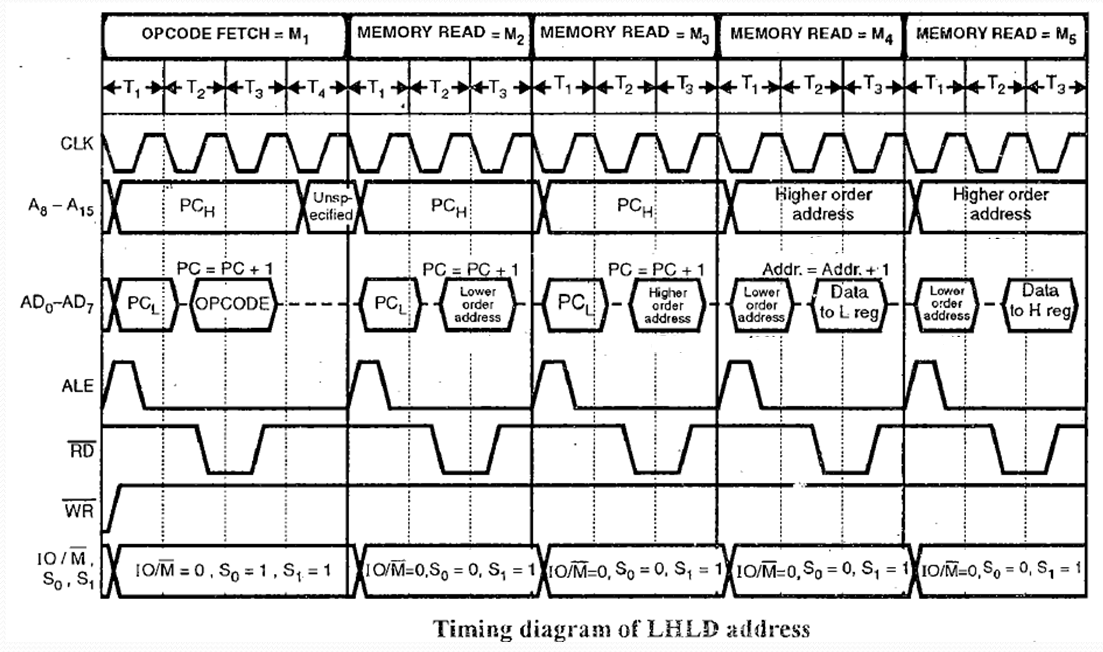 OPCODE FETCH = M1 MEMORY READ = M2 MEMORY READ = M3 MEMORY READ = M4 MEMORY READ = M5
T1 T2 T3 T4 T1 T2 T3 T1 T2 T3 T1 T2 T3 T1 T2 T3
CLK
A8 – A15
PCH
Unsp-
ecified
PCH
PCH
Higher order
address
Higher order
address
AD0–AD7
PC = PC + 1
PCL
OPCODE
PC = PC + 1
PCL
Lower
order
address
PC = PC + 1
PCL
Higher
order
address
Addr. = Addr. + 1
Lower
order
address
Data
to L reg
Lower
order
address
Data
to H reg
ALE
R̅D̅
W̅R̅
IO / M̅,
S0, S1
IO/M̅ = 0 , S0 = 1 , S1 = 1
IO/M̅=0,S0 = 0, S1 = 1
IO/M̅=0, S0 = 0, S1 = 1
IO/M̅=0, S0 = 0, S1 = 1
IO/M̅=0,S0 = 0, S1 = 1
Timing diagram of LHLD address